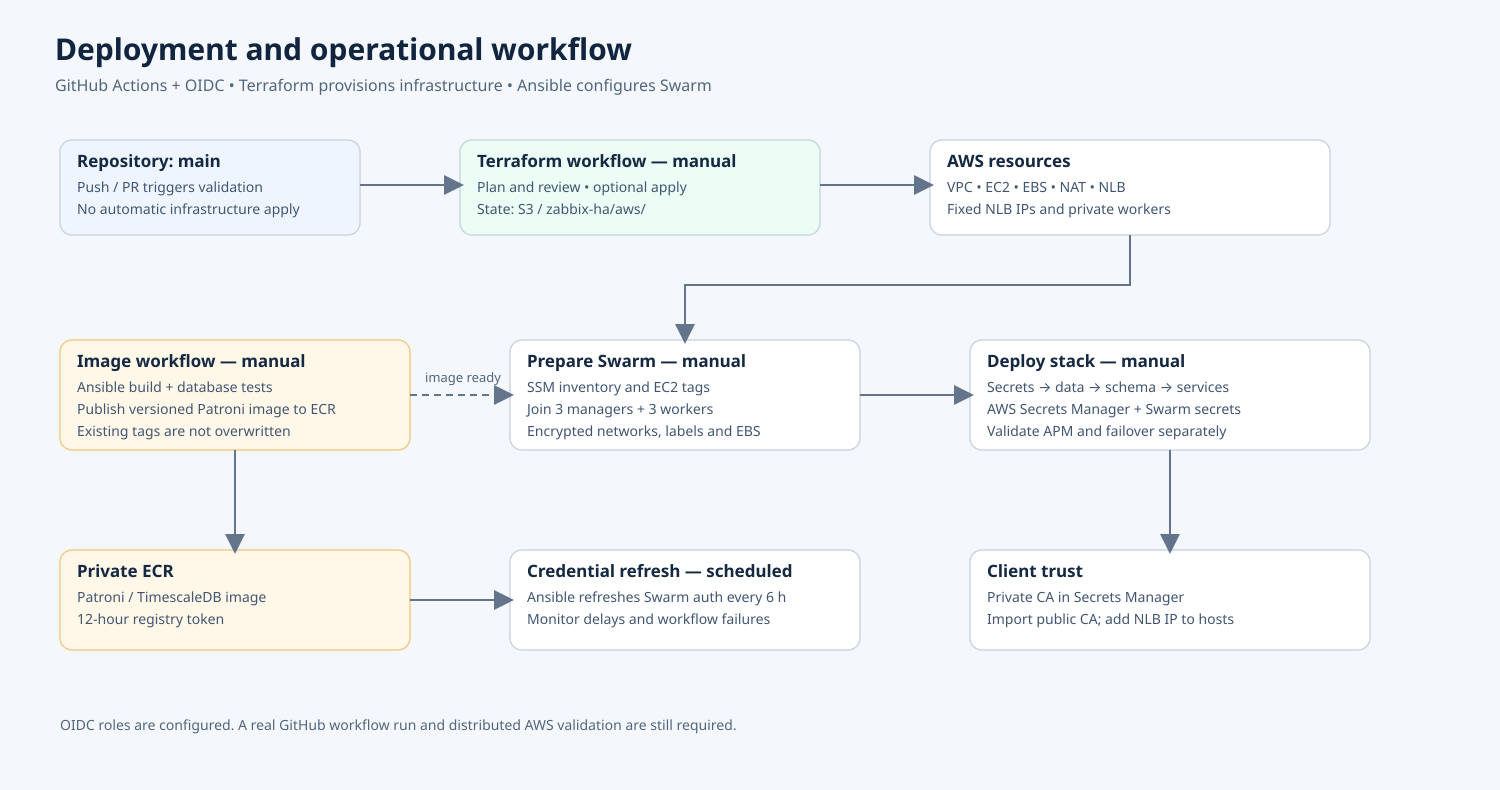 Deployment and operational workflow
GitHub Actions + OIDC • Terraform provisions infrastructure • Ansible configures Swarm
Repository: main
Push / PR triggers validation
No automatic infrastructure apply
Terraform workflow — manual
Plan and review • optional apply
State: S3 / zabbix-ha/aws/
AWS resources
VPC • EC2 • EBS • NAT • NLB
Fixed NLB IPs and private workers
Image workflow — manual
Ansible build + database tests
Publish versioned Patroni image to ECR
Existing tags are not overwritten
image ready
Prepare Swarm — manual
SSM inventory and EC2 tags
Join 3 managers + 3 workers
Encrypted networks, labels and EBS
Deploy stack — manual
Secrets → data → schema → services
AWS Secrets Manager + Swarm secrets
Validate APM and failover separately
Private ECR
Patroni / TimescaleDB image
12-hour registry token
Credential refresh — scheduled
Ansible refreshes Swarm auth every 6 h
Monitor delays and workflow failures
Client trust
Private CA in Secrets Manager
Import public CA; add NLB IP to hosts
OIDC roles are configured. A real GitHub workflow run and distributed AWS validation are still required.